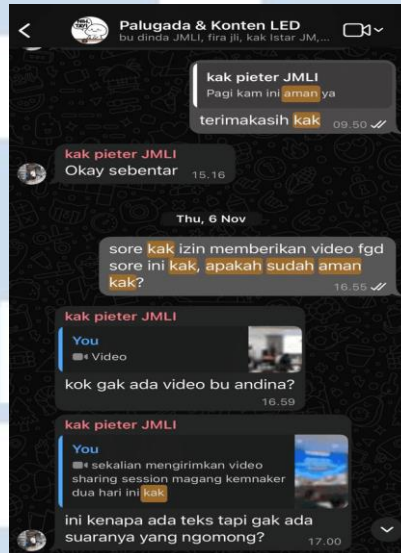 Palugada & Konten LED
bu dinda JMLI, fira jli, kak Istar JM,...
kak pieter JMLI
Pagi kam ini aman ya
terimakasih kak 09.50
kak pieter JMLI
Okay sebentar 15.16
Thu, 6 Nov
sore kak izin memberikan video fgd
sore ini kak, apakah sudah aman
kak?
16.55
kak pieter JMLI
You
Video
kok gak ada video bu andina?
16.59
kak pieter JMLI
You
sekalian mengirimkan video
sharing session magang kemnaker
dua hari ini kak
ini kenapa ada teks tapi gak ada
suaranya yang ngomong? 17.00